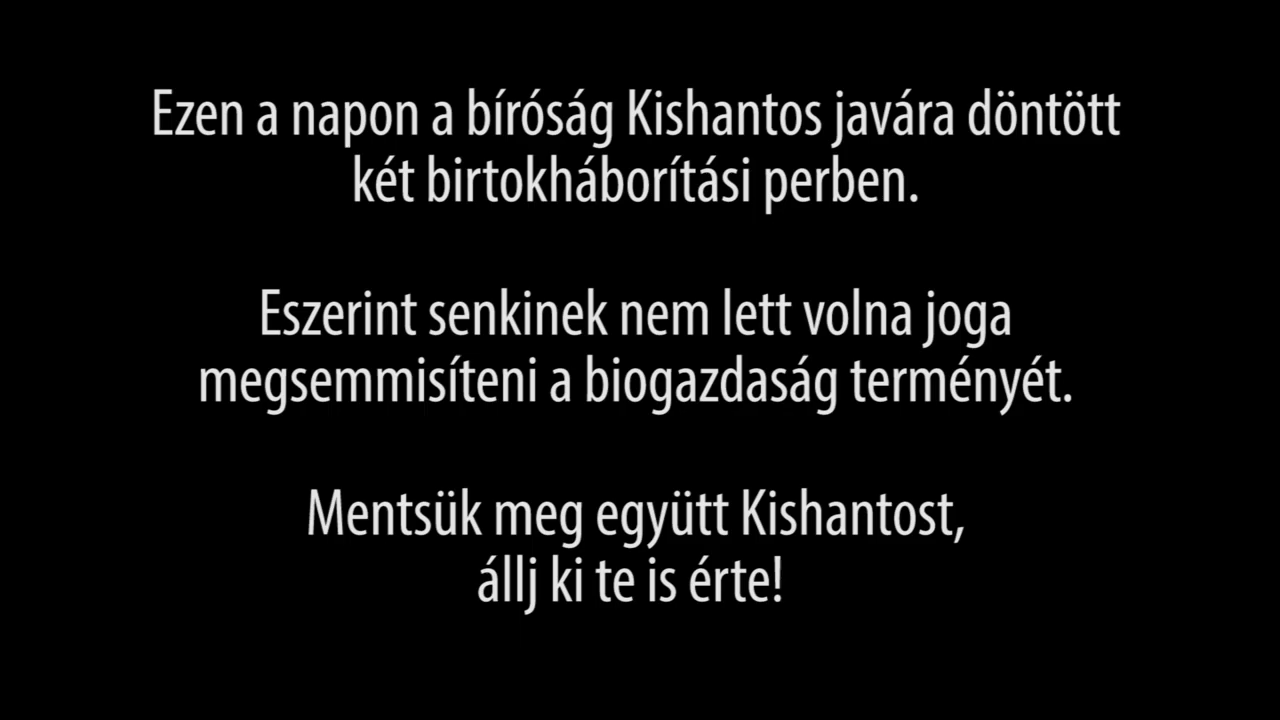 Ezen a napon a bíróság Kishantos javára döntött
két birtokháborítási perben.
Eszerint senkinek nem lett volna joga
megsemmisíteni a biogazdaság terményét.
Mentsük meg együtt Kishantost,
állj ki te is érte!